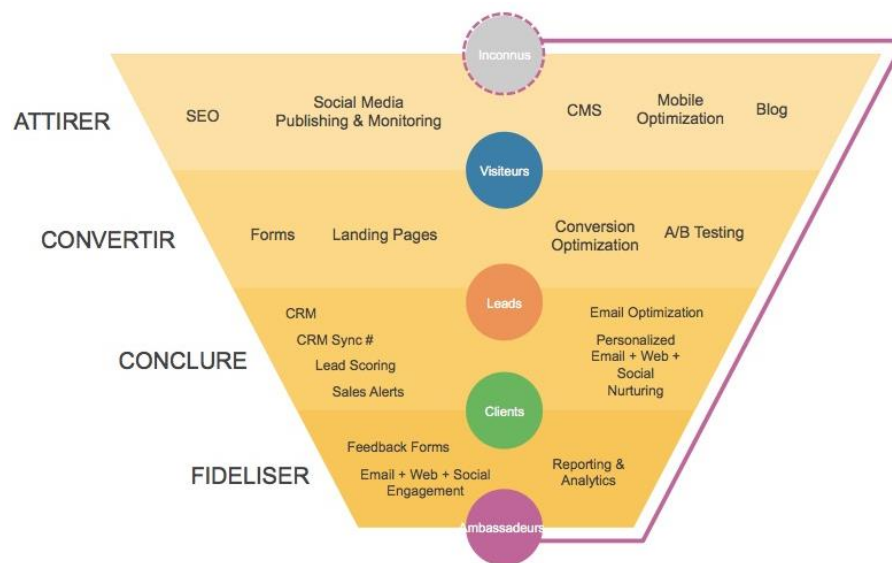 Inconnus
ATTIRER
SEO
Social Media
Publishing & Monitoring
CMS
Mobile
Optimization
Blog
Visiteurs
CONVERTIR
Forms
Landing Pages
Conversion
Optimization
A/B Testing
Leads
CONCLURE
CRM
CRM Sync #
Lead Scoring
Sales Alerts
Email Optimization
Personalized
Email + Web +
Social
Nurturing
Clients
FIDELISER
Feedback Forms
Email + Web + Social
Engagement
Reporting &
Analytics
Ambassadeurs